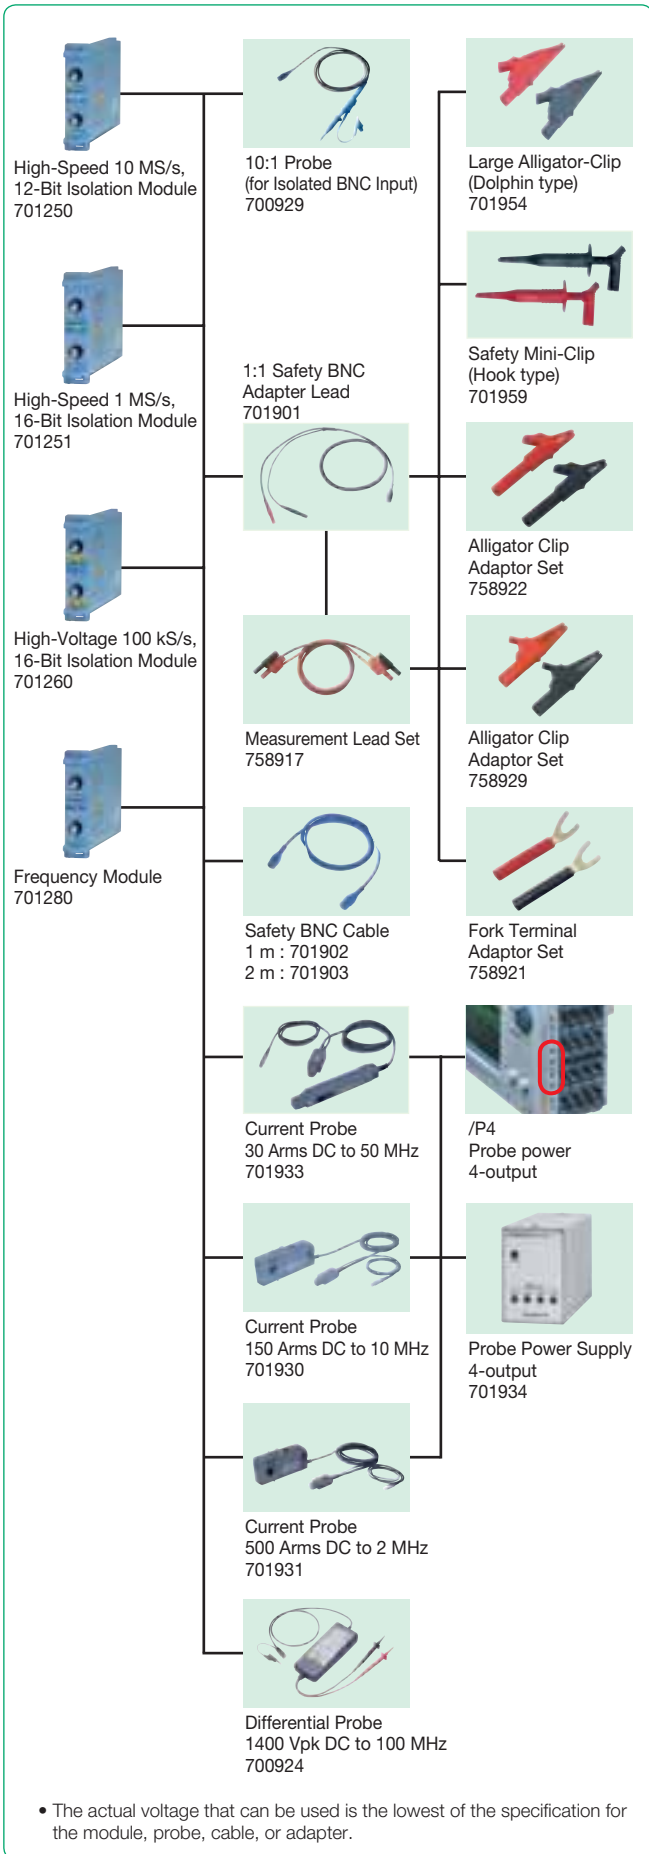 High-Speed 10 MS/s,
12-Bit Isolation Module
701250
High-Speed 1 MS/s,
16-Bit Isolation Module
701251
High-Voltage 100 kS/s,
16-Bit Isolation Module
701260
Frequency Module
701280
10:1 Probe
(for Isolated BNC Input)
700929
1:1 Safety BNC
Adapter Lead
701901
Measurement Lead Set
758917
Safety BNC Cable
1 m : 701902
2 m : 701903
Current Probe
30 Arms DC to 50 MHz
701933
Current Probe
150 Arms DC to 10 MHz
701930
Current Probe
500 Arms DC to 2 MHz
701931
Differential Probe
1400 Vpk DC to 100 MHz
700924
Large Alligator-Clip
(Dolphin type)
701954
Safety Mini-Clip
(Hook type)
701959
Alligator Clip
Adaptor Set
758922
Alligator Clip
Adaptor Set
758929
Fork Terminal
Adaptor Set
758921
/P4
Probe power
4-output
Probe Power Supply
4-output
701934
• The actual voltage that can be used is the lowest of the specification for
the module, probe, cable, or adapter.